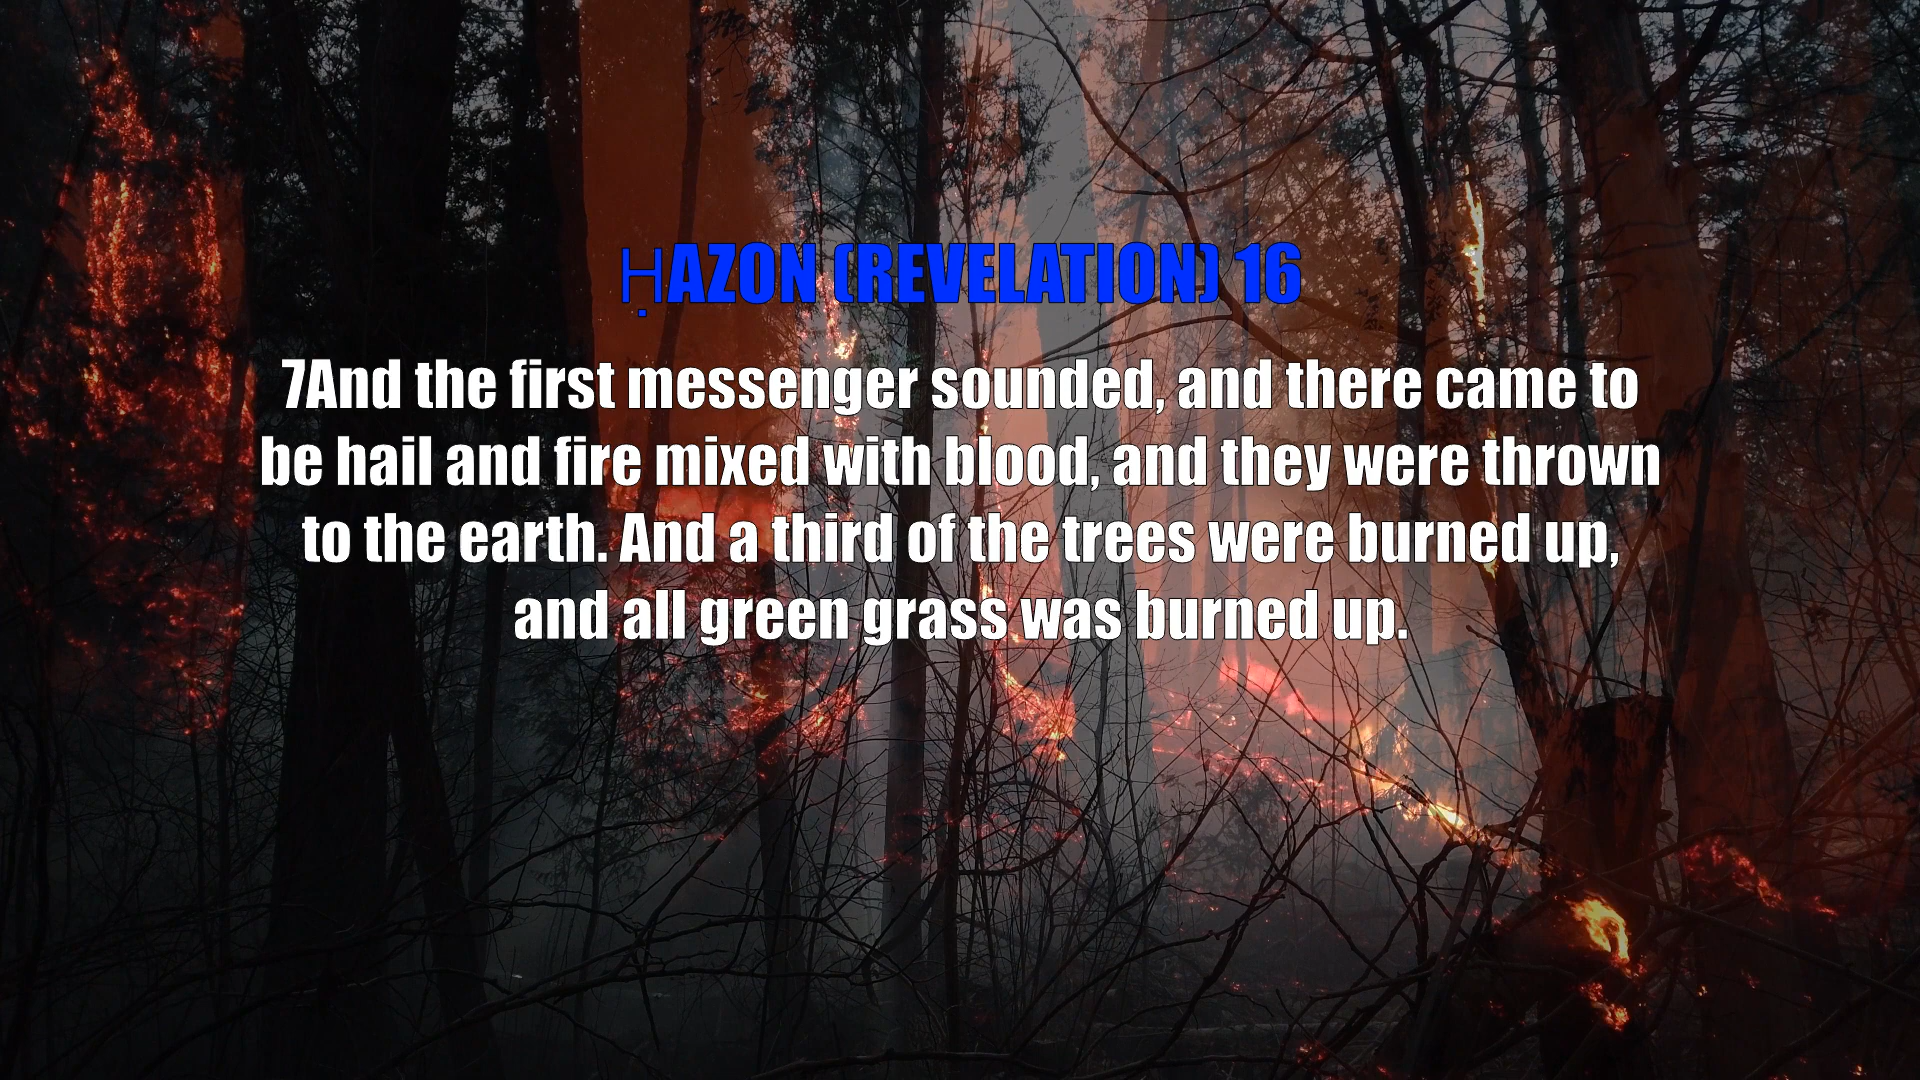 ḤAZON (REVELATION) 16
7And the first messenger sounded, and there came to
be hail and fire mixed with blood, and they were thrown
to the earth. And a third of the trees were burned up,
and all green grass was burned up.